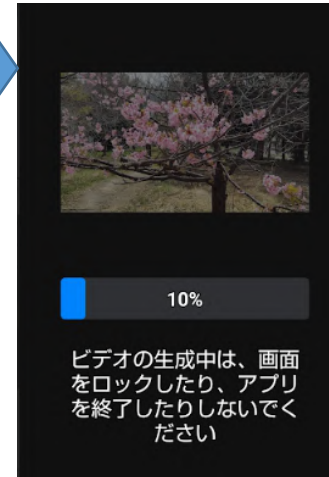 10%
ビデオの生成中は、画面
をロックしたり、アプリ
を終了したりしないでく
ださい